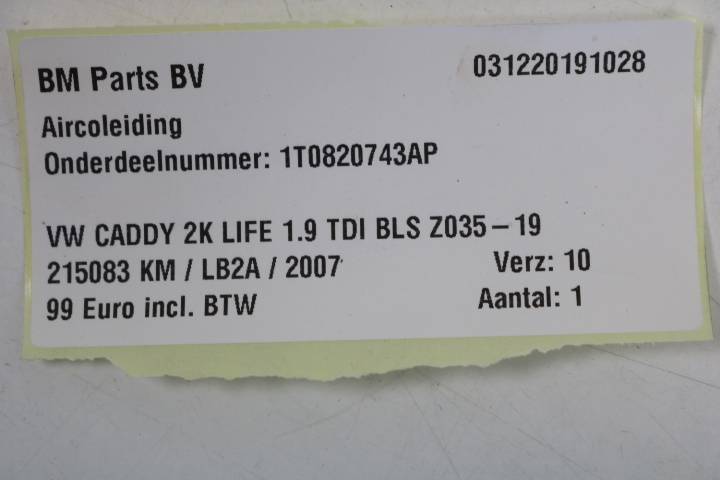 BM Parts BV 031220191028
Aircoleiding
Onderdeelnummer: 1T0820743AP
VW CADDY 2K LIFE 1.9 TDI BLS Z035-19
215083 KM / LB2A / 2007 Verz: 10
99 Euro incl. BTW Aantal: 1